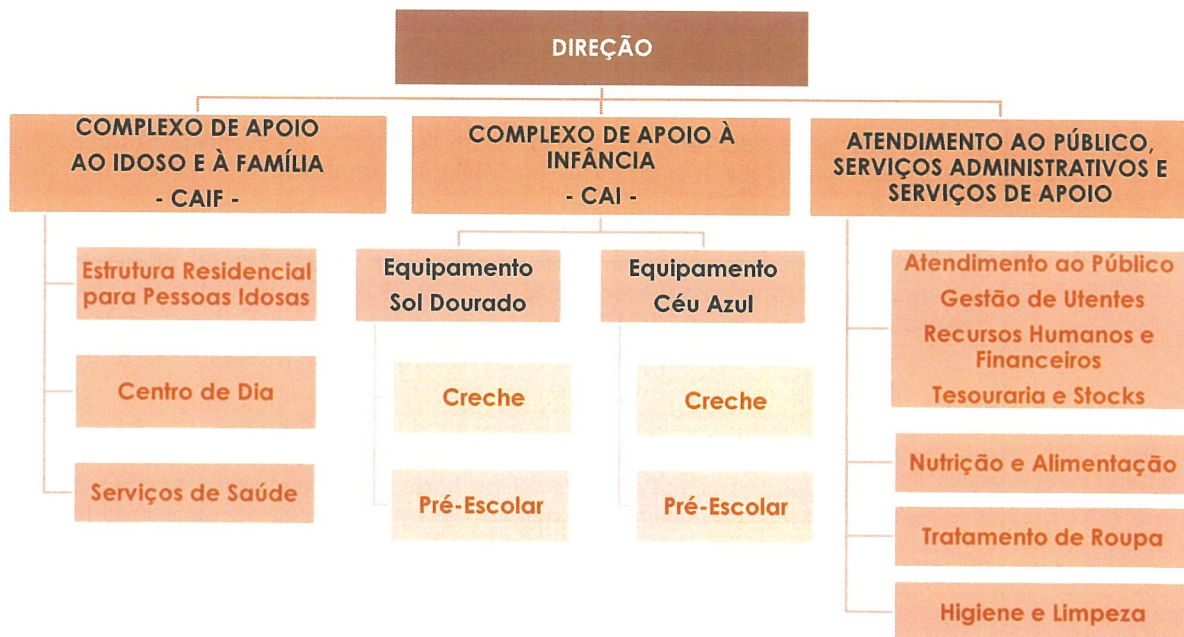 DIREÇÃO
COMPLEXO DE APOIO
AO IDOSO E À FAMÍLIA
- CAIF -
Estrutura Residencial
para Pessoas Idosas
Centro de Dia
Serviços de Saúde
COMPLEXO DE APOIO À
INFÂNCIA
- CAI -
Equipamento
Sol Dourado
Creche
Pré-Escolar
Equipamento
Céu Azul
Creche
Pré-Escolar
ATENDIMENTO AO PÚBLICO,
SERVIÇOS ADMINISTRATIVOS E
SERVIÇOS DE APOIO
Atendimento ao Público
Gestão de Utentes
Recursos Humanos e
Financeiros
Tesouraria e Stocks
Nutrição e Alimentação
Tratamento de Roupa
Higiene e Limpeza